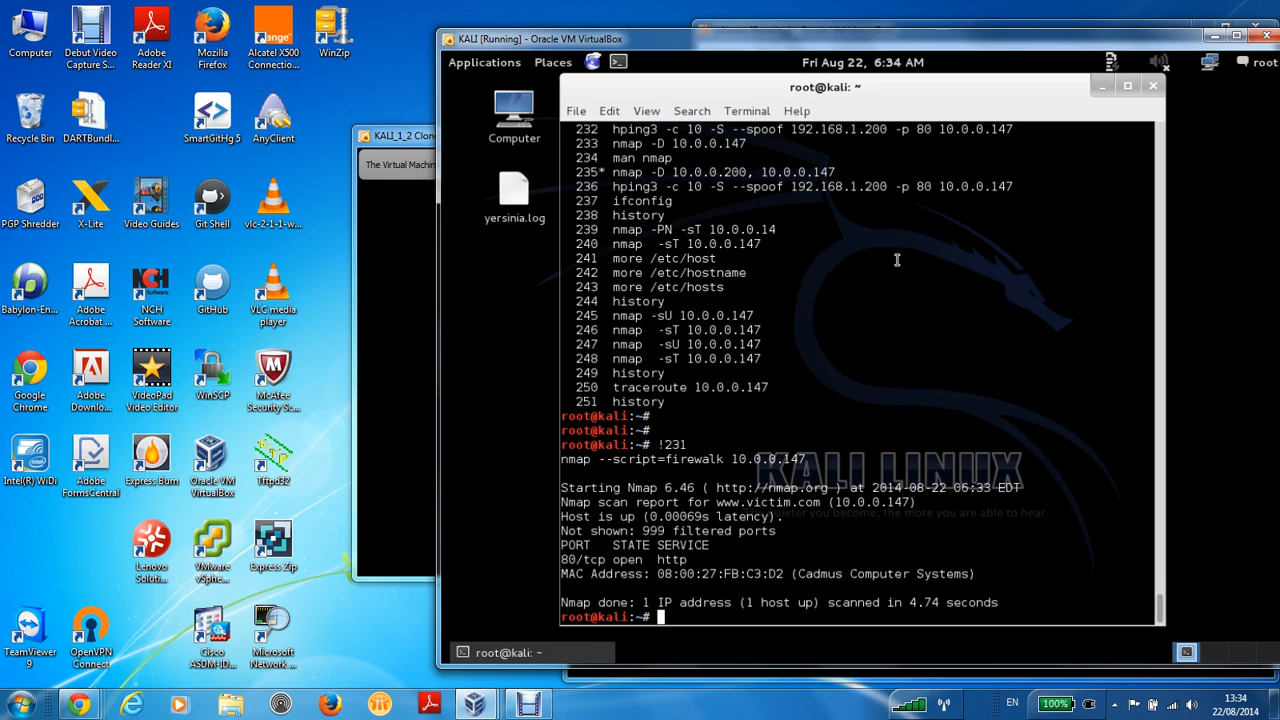 Computer
Debut Video
Capture S...
Adobe
Reader XI
Mozilla
Firefox
Alcatel X500
Connectio...
WinZip
Recycle Bin
DARTBundl...
SmartGitHg 5
AnyClient
PGP Shredder
X-Lite
Video Guides
Git Shell
vlc-2-1-1-w...
Babylon-En...
Adobe
Acrobat ...
NCH
Software
GitHub
VLC media
player
Google
Chrome
Adobe
Downlo...
VideoPad
Video Editor
WinSCP
McAfee
Security Sc...
Intel(R) WiDi
Adobe
FormsCentral
Express Burn
Oracle VM
VirtualBox
Tftpd32
Lenovo
Soluti...
VMware
vSphe...
Express Zip
TeamViewer
9
OpenVPN
Connect
Cisco
ASDM-ID...
Microsoft
Network ...
KALI_1_2 Clon
The Virtual Machin
KALI [Running] - Oracle VM VirtualBox
Applications Places Fri Aug 22, 6:34 AM root
Computer
yersinia.log
root@kali: ~
File Edit View Search Terminal Help
232 hping3 -c 10 -S --spoof 192.168.1.200 -p 80 10.0.0.147
233 nmap -D 10.0.0.147
234 man nmap
235* nmap -D 10.0.0.200, 10.0.0.147
236 hping3 -c 10 -S --spoof 192.168.1.200 -p 80 10.0.0.147
237 ifconfig
238 history
239 nmap -PN -sT 10.0.0.14
240 nmap  -sT 10.0.0.147
241 more /etc/host
242 more /etc/hostname
243 more /etc/hosts
244 history
245 nmap -sU 10.0.0.147
246 nmap  -sT 10.0.0.147
247 nmap  -sU 10.0.0.147
248 nmap  -sT 10.0.0.147
249 history
250 traceroute 10.0.0.147
251 history
root@kali:~#
root@kali:~#
root@kali:~# !231
nmap --script=firewalk 10.0.0.147
KALI LINUX
Starting Nmap 6.46 ( http://nmap.org ) at 2014-08-22 06:33 EDT
Nmap scan report for www.victim.com (10.0.0.147)
Host is up (0.00069s latency).
you become, the more you are able to hear.
Not shown: 999 filtered ports
PORT   STATE SERVICE
80/tcp open  http
MAC Address: 08:00:27:FB:C3:D2 (Cadmus Computer Systems)
Nmap done: 1 IP address (1 host up) scanned in 4.74 seconds
root@kali:~#
root@kali: ~
EN
100%
13:34
22/08/2014